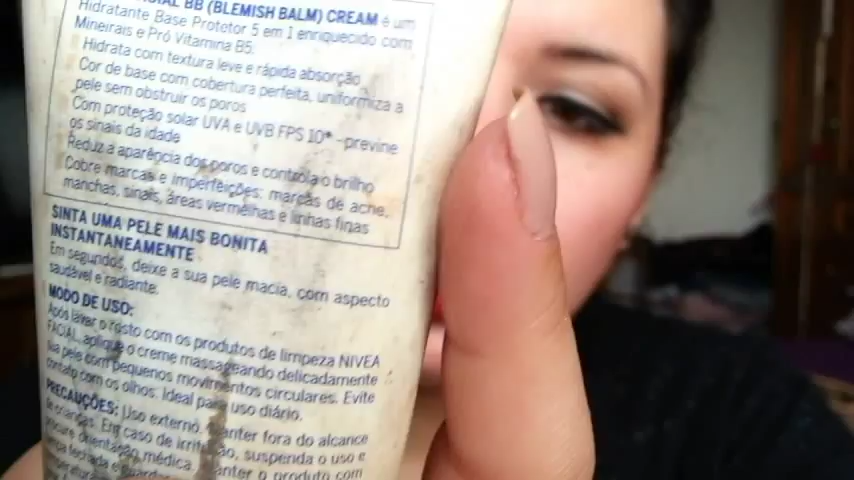 BB (BLEMISH BALM) CREAM é um
Hidratante Base Protetor 5 em 1 enriquecido com
Minerais e Pró Vitamina B5.
Hidrata com textura leve e rápida absorção
Cor de base com cobertura perfeita, uniformiza a
pele sem obstruir os poros
Com proteção solar UVA e UVB FPS 10* - previne
os sinais da idade
Reduz a aparência dos poros e controla o brilho
Cobre marcas e imperfeições: marcas de acne,
manchas, sinais, áreas vermelhas e linhas finas
SINTA UMA PELE MAIS BONITA
INSTANTANEAMENTE
Em segundos, deixe a sua pele macia, com aspecto
saudável e radiante.
MODO DE USO:
Após lavar o rosto com os produtos de limpeza NIVEA
FACIAL, aplique o creme massageando delicadamente
sua pele com pequenos movimentos circulares. Evite
contato com os olhos. Ideal para uso diário.
PRECAUÇÕES: Uso externo. Manter fora do alcance
de crianças. Em caso de irritação, suspenda o uso e
procure orientação médica. Manter o produto com